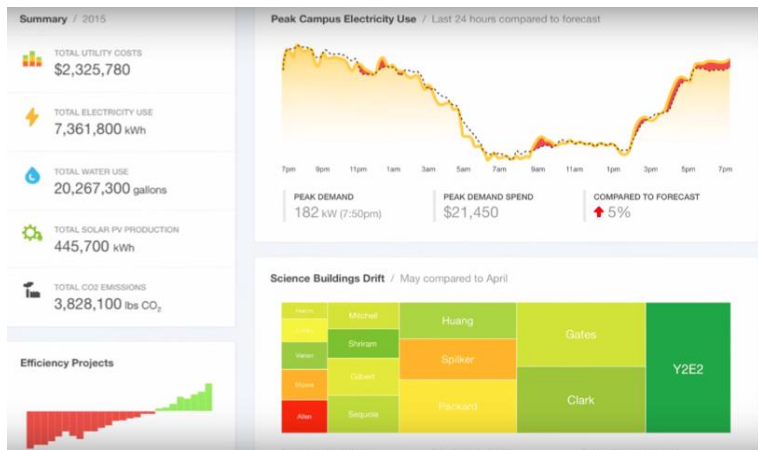 Summary / 2015
TOTAL UTILITY COSTS
$2,325,780
TOTAL ELECTRICITY USE
7,361,800 kWh
TOTAL WATER USE
20,267,300 gallons
TOTAL SOLAR PV PRODUCTION
445,700 kWh
TOTAL CO2 EMISSIONS
3,828,100 lbs CO2
Efficiency Projects
Peak Campus Electricity Use / Last 24 hours compared to forecast
7pm 9pm 11pm 1am 3am 5am 7am 9am 11am 1pm 3pm 5pm 7pm
PEAK DEMAND
182 kW (7:50pm)
PEAK DEMAND SPEND
$21,450
COMPARED TO FORECAST
5%
Science Buildings Drift / May compared to April
Varian
Moore
Allen
Mitchell
Shriram
Gilbert
Sequoia
Huang
Spilker
Packard
Gates
Clark
Y2E2